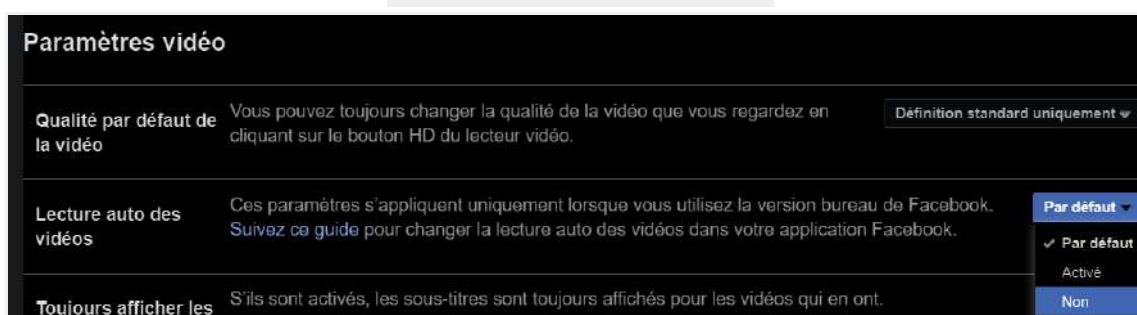 Paramètres vidéo
Qualité par défaut de
la vidéo
Vous pouvez toujours changer la qualité de la vidéo que vous regardez en
cliquant sur le bouton HD du lecteur vidéo.
Définition standard uniquement
Lecture auto des
vidéos
Ces paramètres s'appliquent uniquement lorsque vous utilisez la version bureau de Facebook.
Suivez ce guide pour changer la lecture auto des vidéos dans votre application Facebook.
Par défaut
✓ Par défaut
Activé
Non
Toujours afficher les
S'ils sont activés, les sous-titres sont toujours affichés pour les vidéos qui en ont.